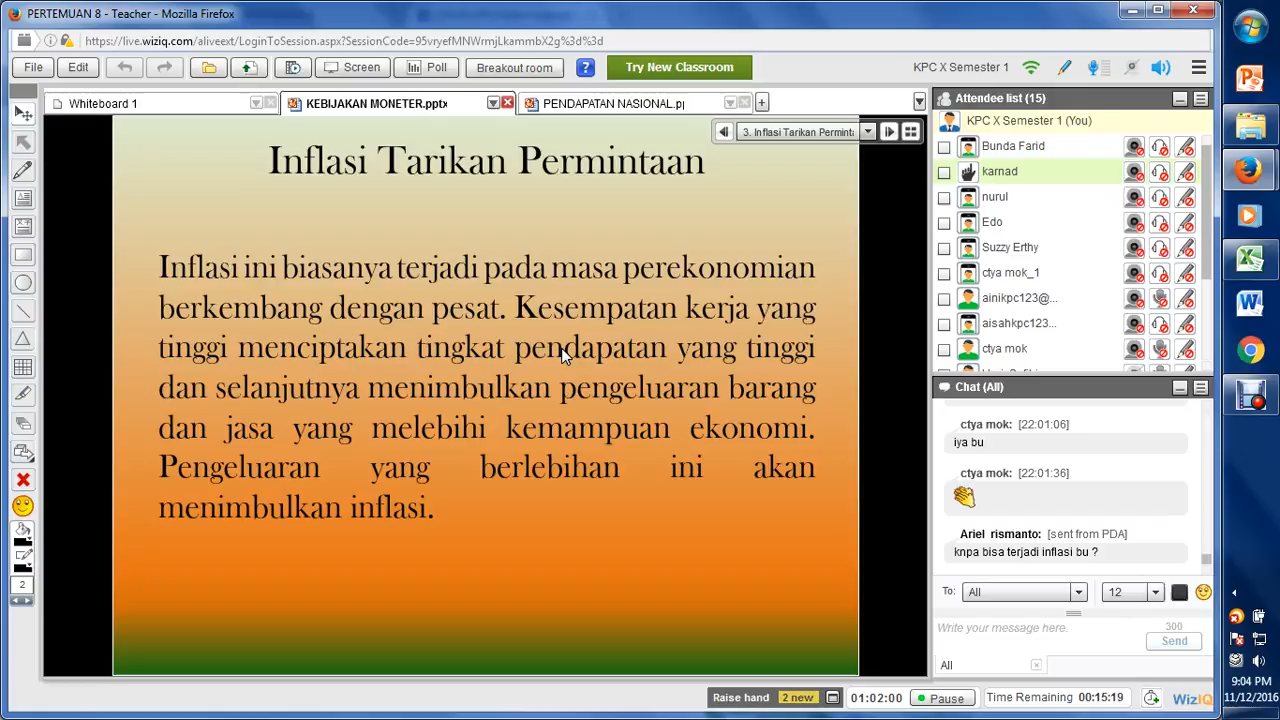 PERTEMUAN 8 - Teacher - Mozilla Firefox
https://live.wiziq.com/aliveext/LoginToSession.aspx?SessionCode=95vryefMNWrmjLkammbX2g%3d%3d
File Edit Screen Poll Breakout room ? Try New Classroom KPC X Semester 1
Whiteboard 1 KEBIJAKAN MONETER.pptx PENDAPATAN NASIONAL.p
3. Inflasi Tarikan Perminta
Inflasi Tarikan Permintaan
Inflasi ini biasanya terjadi pada masa perekonomian
berkembang dengan pesat. Kesempatan kerja yang
tinggi menciptakan tingkat pendapatan yang tinggi
dan selanjutnya menimbulkan pengeluaran barang
dan jasa yang melebihi kemampuan ekonomi.
Pengeluaran yang berlebihan ini akan
menimbulkan inflasi.
2
Attendee list (15)
KPC X Semester 1 (You)
Bunda Farid
karnad
nurul
Edo
Suzzy Erthy
ctya mok_1
ainikpc123@...
aisahkpc123...
ctya mok
Chat (All)
ctya mok: [22:01:06]
iya bu
ctya mok: [22:01:36]
Ariel rismanto: [sent from PDA]
knpa bisa terjadi inflasi bu ?
To: All 12
Write your message here. 300
Send
All
Raise hand 2 new 01:02:00 Pause Time Remaining 00:15:19 WizIQ
9:04 PM
11/12/2016